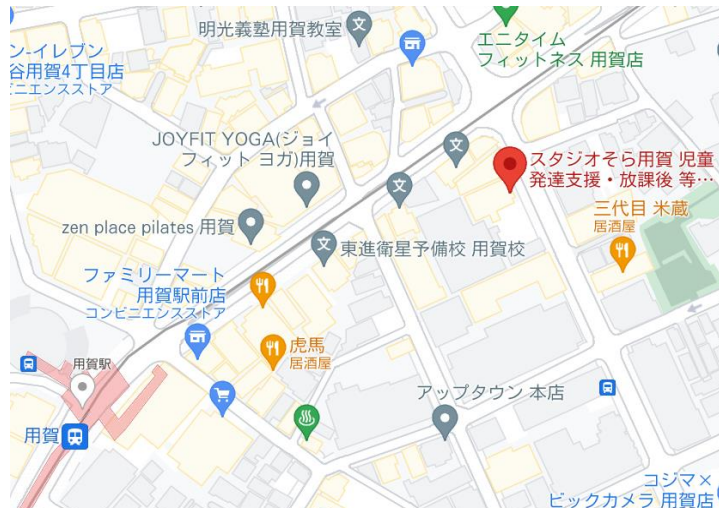 明光義塾用賀教室
エニタイム
フィットネス 用賀店
ン-イレブン
谷用賀4丁目店
ビニエンスストア
JOYFIT YOGA(ジョイ
フィット ヨガ)用賀
スタジオそら用賀 児童
発達支援・放課後 等…
三代目 米蔵
居酒屋
zen place pilates 用賀
東進衛星予備校 用賀校
ファミリーマート
用賀駅前店
コンビニエンスストア
虎馬
居酒屋
用賀駅
アップタウン 本店
用賀
コジマ×
ビックカメラ 用賀店
文
文
文
文